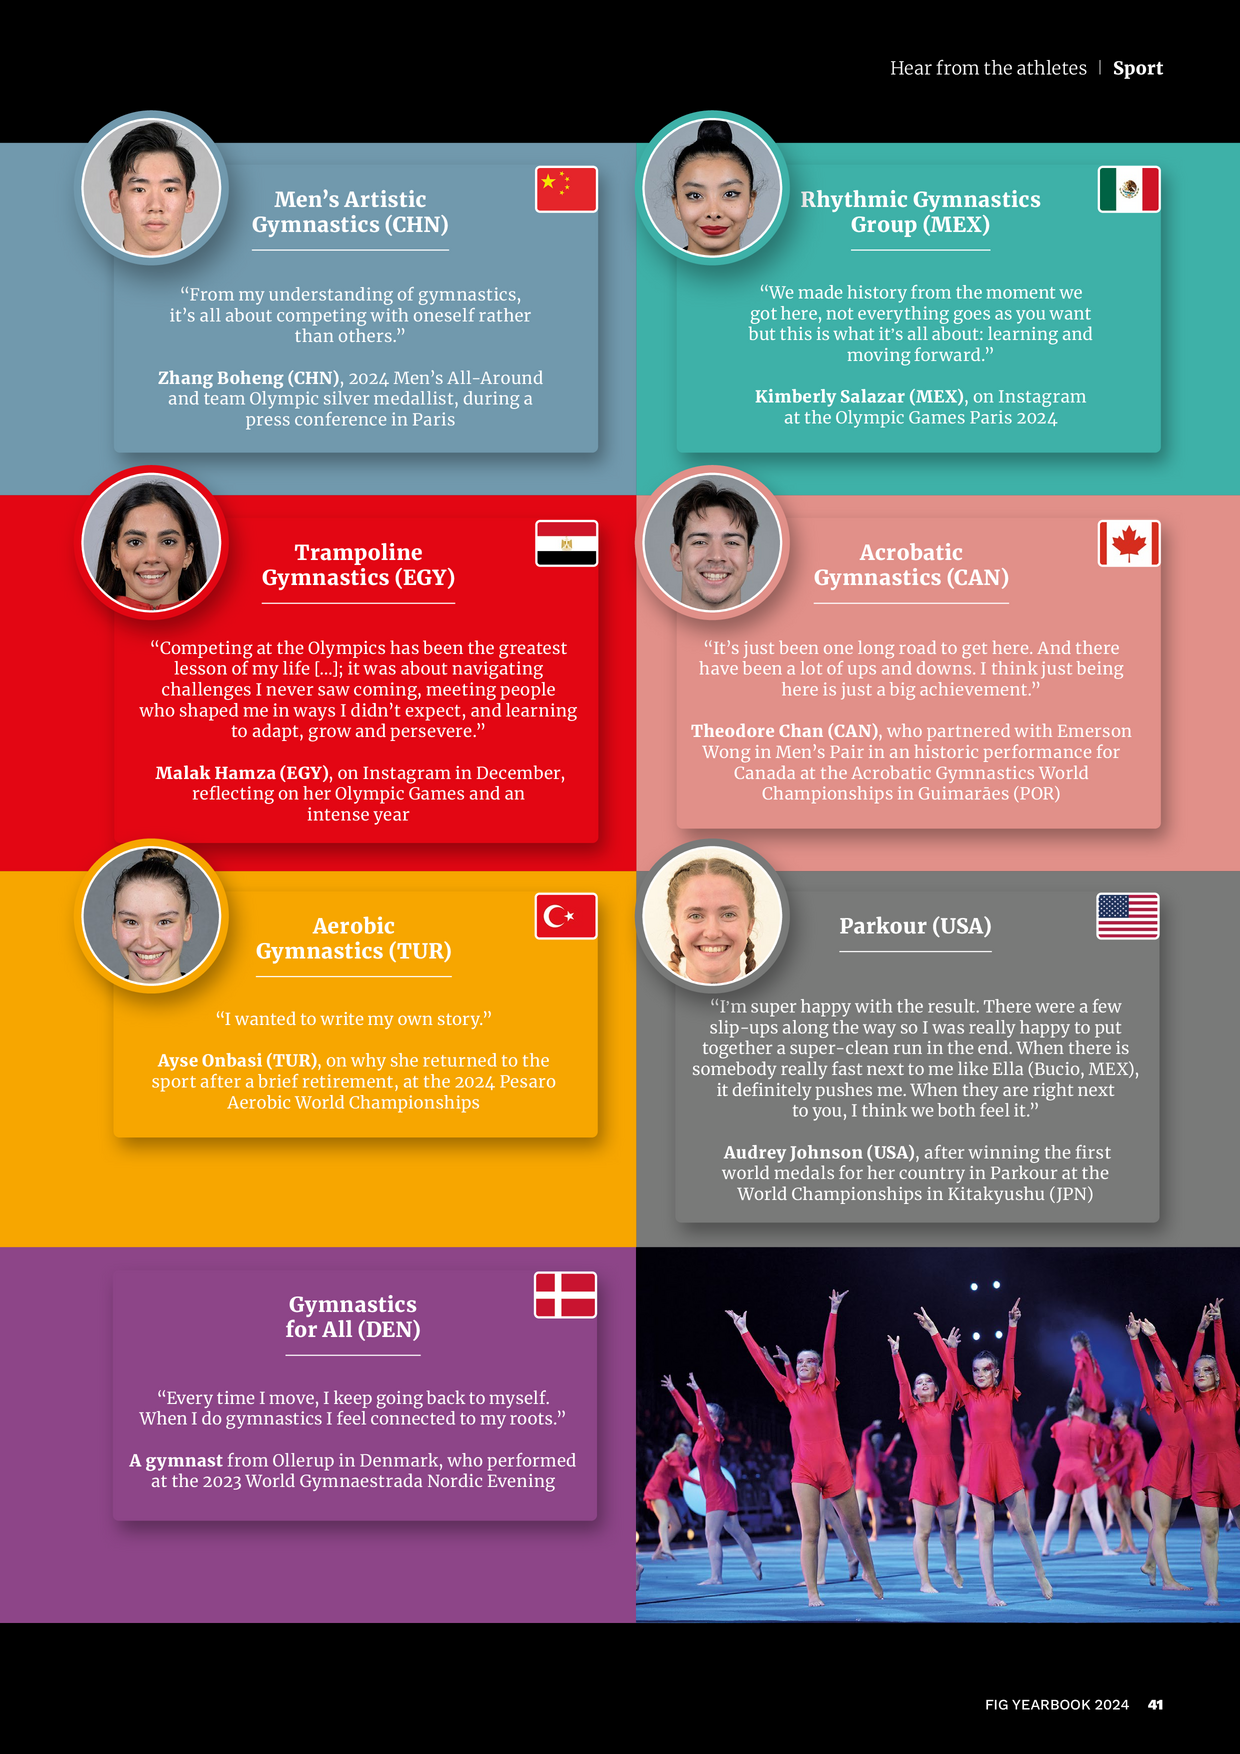 Hear from the athletes | Sport
Men’s Artistic
Gymnastics (CHN)
“From my understanding of gymnastics,
it’s all about competing with oneself rather
than others.”
Zhang Boheng (CHN), 2024 Men’s All-Around
and team Olympic silver medallist, during a
press conference in Paris
Rhythmic Gymnastics
Group (MEX)
“We made history from the moment we
got here, not everything goes as you want
but this is what it’s all about: learning and
moving forward.”
Kimberly Salazar (MEX), on Instagram
at the Olympic Games Paris 2024
Trampoline
Gymnastics (EGY)
“Competing at the Olympics has been the greatest
lesson of my life [...]; it was about navigating
challenges I never saw coming, meeting people
who shaped me in ways I didn’t expect, and learning
to adapt, grow and persevere.”
Malak Hamza (EGY), on Instagram in December,
reflecting on her Olympic Games and an
intense year
Acrobatic
Gymnastics (CAN)
“It’s just been one long road to get here. And there
have been a lot of ups and downs. I think just being
here is just a big achievement.”
Theodore Chan (CAN), who partnered with Emerson
Wong in Men’s Pair in an historic performance for
Canada at the Acrobatic Gymnastics World
Championships in Guimarães (POR)
Aerobic
Gymnastics (TUR)
“I wanted to write my own story.”
Ayse Onbasi (TUR), on why she returned to the
sport after a brief retirement, at the 2024 Pesaro
Aerobic World Championships
Parkour (USA)
“I’m super happy with the result. There were a few
slip-ups along the way so I was really happy to put
together a super-clean run in the end. When there is
somebody really fast next to me like Ella (Bucio, MEX),
it definitely pushes me. When they are right next
to you, I think we both feel it.”
Audrey Johnson (USA), after winning the first
world medals for her country in Parkour at the
World Championships in Kitakyushu (JPN)
Gymnastics
for All (DEN)
“Every time I move, I keep going back to myself.
When I do gymnastics I feel connected to my roots.”
A gymnast from Ollerup in Denmark, who performed
at the 2023 World Gymnaestrada Nordic Evening
FIG YEARBOOK 2024 41